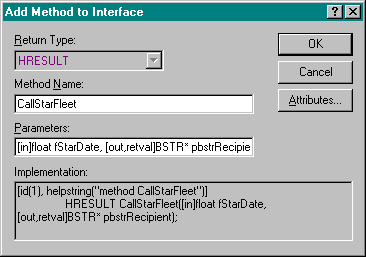 Add Method to Interface
Return Type:
HRESULT
OK
Cancel
Attributes...
Method Name:
CallStarFleet
Parameters:
[in]float fStarDate, [out,retval]BSTR* pbstrRecipie
Implementation:
[id(1), helpstring("method CallStarFleet")]
HRESULT CallStarFleet([in]float fStarDate,
[out,retval]BSTR* pbstrRecipient);